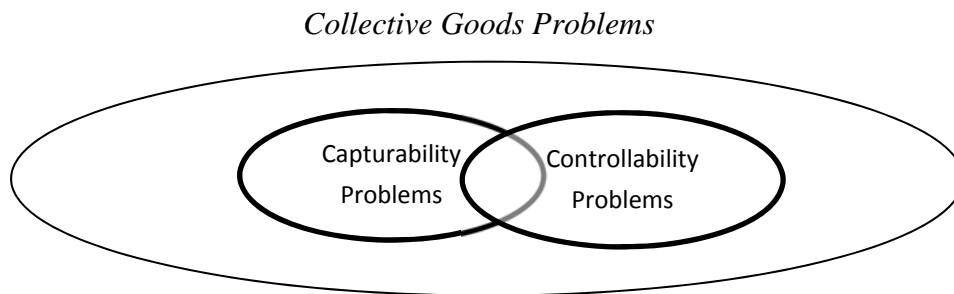 Collective Goods Problems
Capturability
Problems
Controllability
Problems